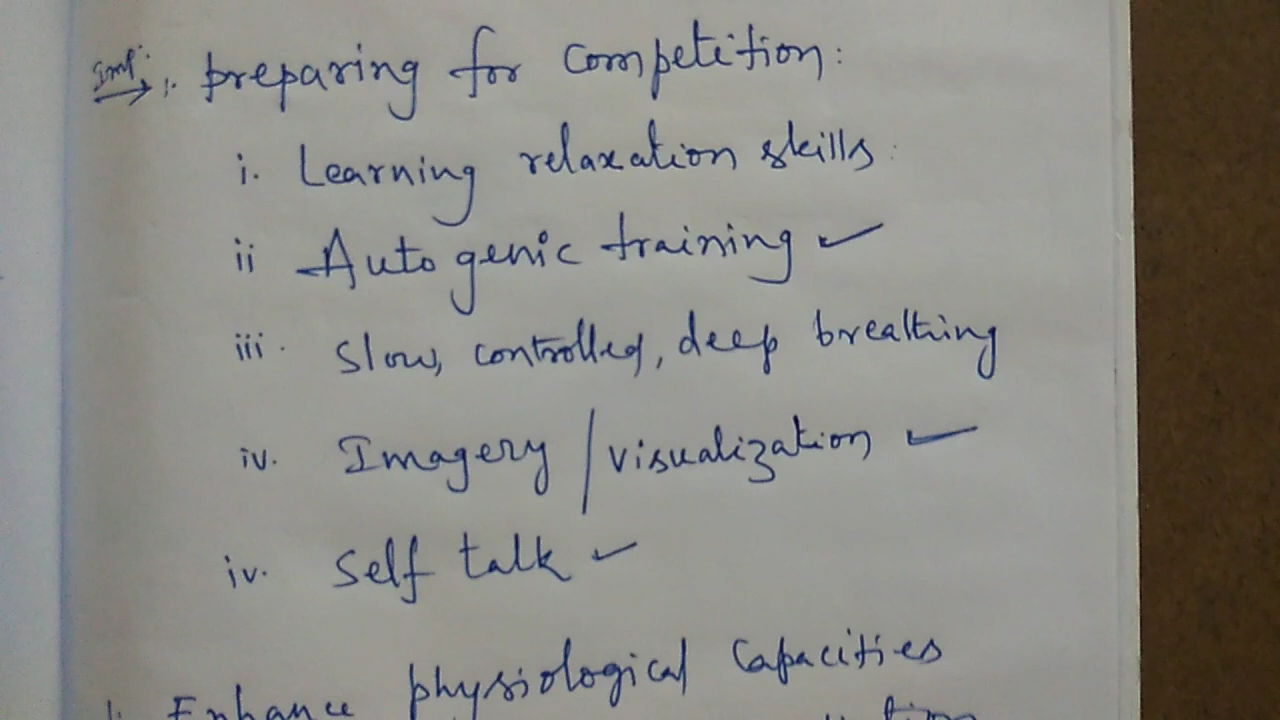 Imp. 1. preparing for competition:
i. Learning relaxation skills.
ii Autogenic training ✓
iii. Slow, controlled, deep breathing
iv. Imagery / visualization ✓
iv. Self talk ✓
Enhance physiological Capacities